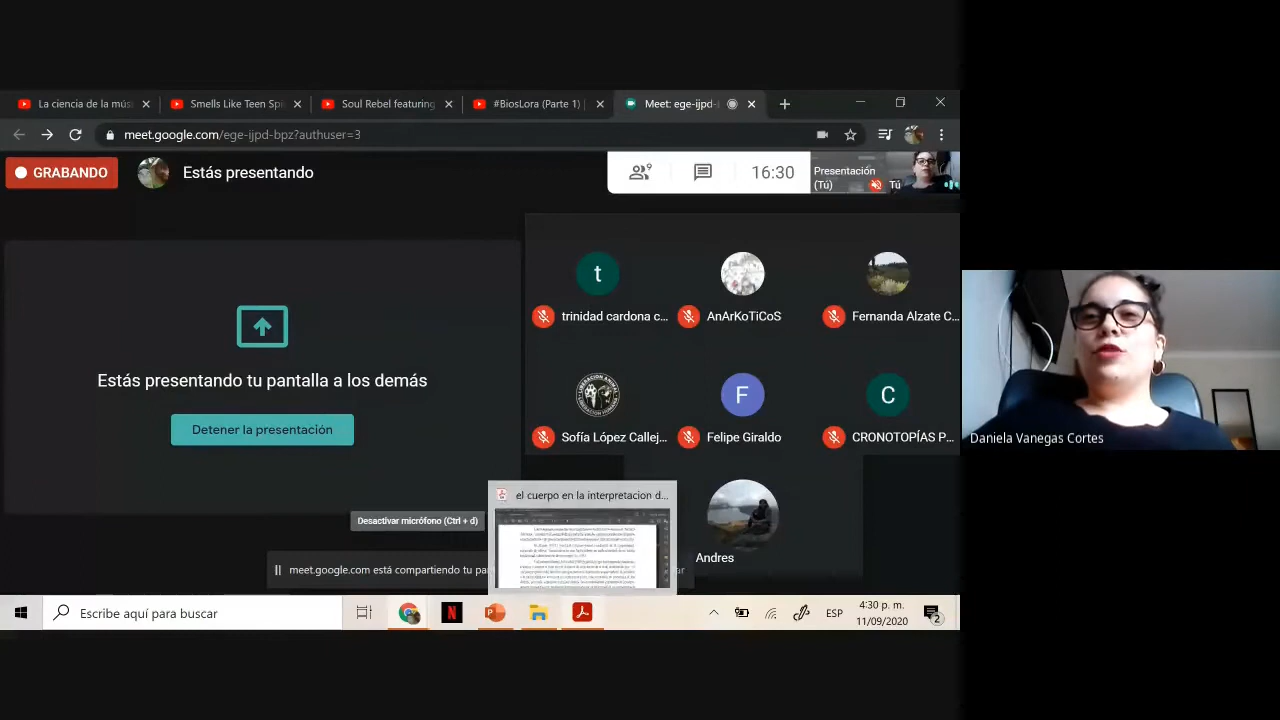 La ciencia de la mús
Smells Like Teen Spi
Soul Rebel featuring
#BiosLora (Parte 1)
Meet: ege-ijpd-
meet.google.com/ege-ijpd-bpz?authuser=3
GRABANDO
Estás presentando
9
16:30
Presentación
(Tú)
Tú
t
trinidad cardona c...
AnArKoTiCoS
Fernanda Alzate C...
Estás presentando tu pantalla a los demás
Detener la presentación
Sofía López Callej...
F
Felipe Giraldo
C
CRONOTOPÍAS P...
Daniela Vanegas Cortes
el cuerpo en la interpretacion d...
Desactivar micrófono (Ctrl + d)
Andres
meet.google.com está compartiendo tu pan
ar
Escribe aquí para buscar
N
ESP
4:30 p. m.
11/09/2020
2